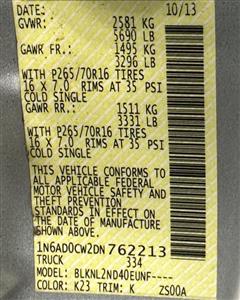 DATE: 10/13
GVWR: 2581 KG
5690 LB
GAWR FR.: 1495 KG
3296 LB
WITH P265/70R16 TIRES
16 x 7.0 RIMS AT 35 PSI
COLD SINGLE
GAWR RR.: 1511 KG
3331 LB
WITH P265/70R16 TIRES
16 x 7.0 RIMS AT 35 PSI
COLD SINGLE
THIS VEHICLE CONFORMS TO
ALL APPLICABLE FEDERAL
MOTOR VEHICLE SAFETY AND
THEFT PREVENTION
STANDARDS IN EFFECT ON
THE DATE OF MANUFACTURE
SHOWN ABOVE.
1N6AD0CW2DN762213
TRUCK 334
MODEL: BLKNL2ND40EUNF----
COLOR: K23 TRIM: K ZS00A